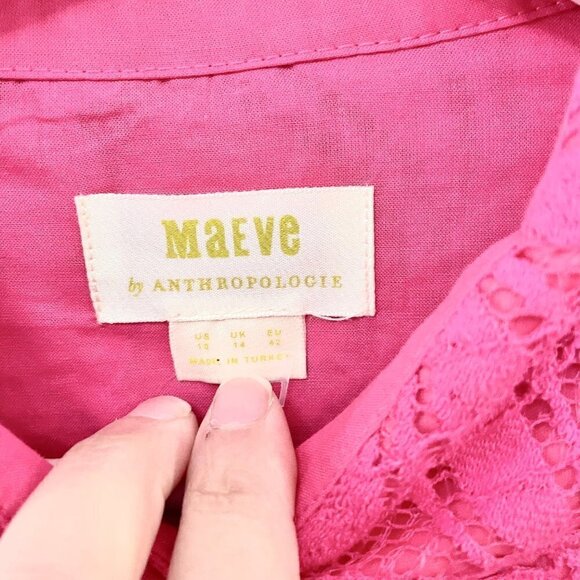 MaEVe
by ANTHROPOLOGIE
US UK EU
10 14 42
MADE IN TURKEY